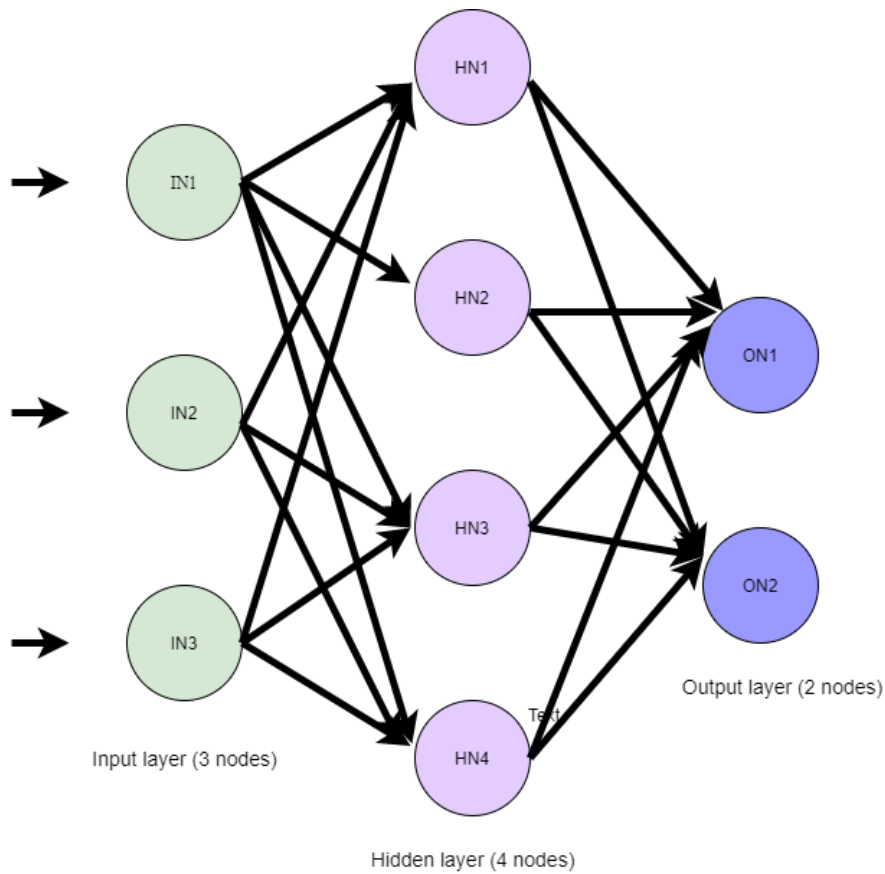 HN1
IN1
HN2
ON1
IN2
HN3
ON2
IN3
Output layer (2 nodes)
Text
Input layer (3 nodes)
HN4
Hidden layer (4 nodes)